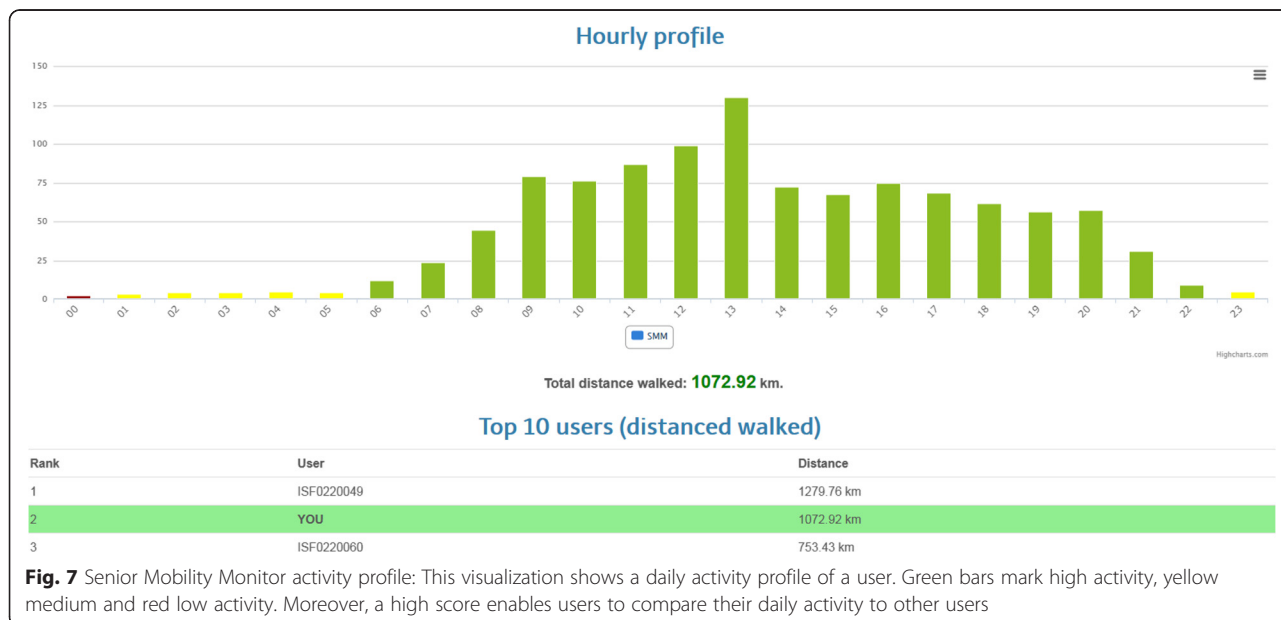 Hourly profile
150
125
100
75
50
25
0
00 01 02 03 04 05 06 07 08 09 10 11 12 13 14 15 16 17 18 19 20 21 22 23
SMM
Highcharts.com
Total distance walked: 1072.92 km.
Top 10 users (distanced walked)
Rank User Distance
1 ISF0220049 1279.76 km
2 YOU 1072.92 km
3 ISF0220060 753.43 km
Fig. 7 Senior Mobility Monitor activity profile: This visualization shows a daily activity profile of a user. Green bars mark high activity, yellow
medium and red low activity. Moreover, a high score enables users to compare their daily activity to other users